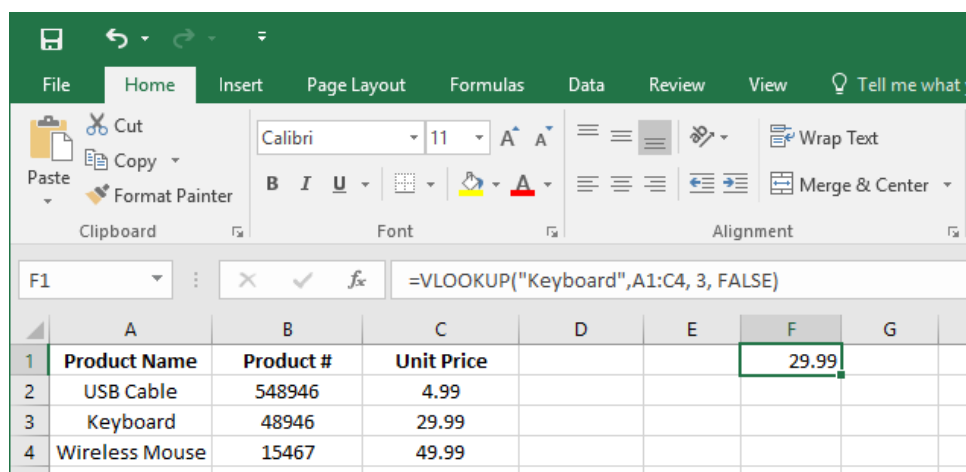 File Home Insert Page Layout Formulas Data Review View Tell me what
Paste
Cut
Copy
Format Painter
Clipboard
Calibri 11 A A
B I U A
Font
Wrap Text
Merge & Center
Alignment
F1 fx =VLOOKUP("Keyboard",A1:C4, 3, FALSE)
A B C D E F G
1 Product Name Product # Unit Price 29.99
2 USB Cable 548946 4.99
3 Keyboard 48946 29.99
4 Wireless Mouse 15467 49.99